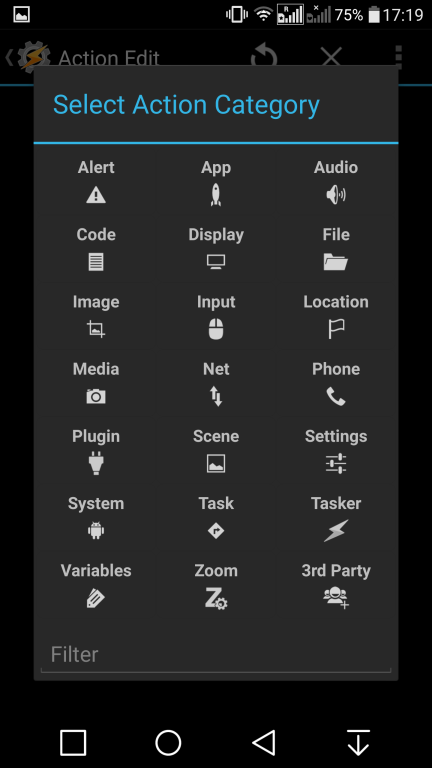 75% 17:19
Action Edit
Select Action Category
Alert App Audio
Code Display File
Image Input Location
Media Net Phone
Plugin Scene Settings
System Task Tasker
Variables Zoom 3rd Party
Filter